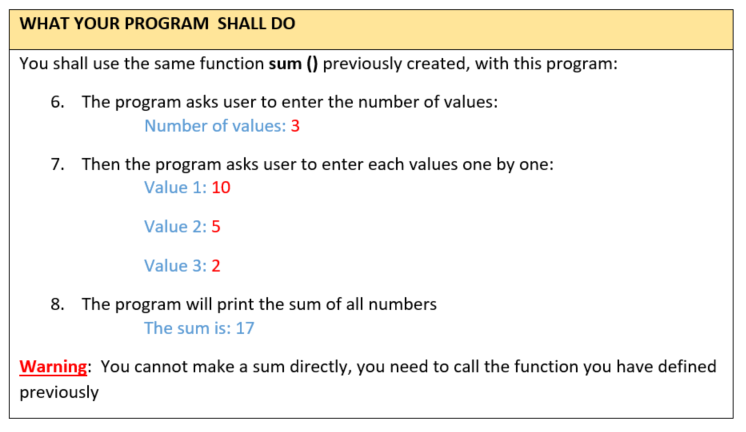 WHAT YOUR PROGRAM SHALL DO
You shall use the same function sum () previously created, with this program:
6. The program asks user to enter the number of values:
Number of values: 3
7. Then the program asks user to enter each values one by one:
Value 1: 10
Value 2: 5
Value 3: 2
8. The program will print the sum of all numbers
The sum is: 17
Warning: You cannot make a sum directly, you need to call the function you have defined
previously